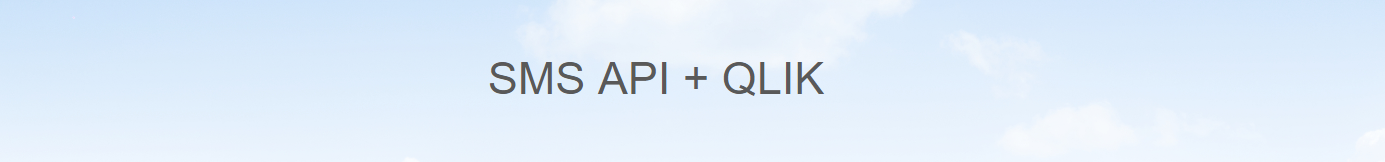 SMS API + QLIK